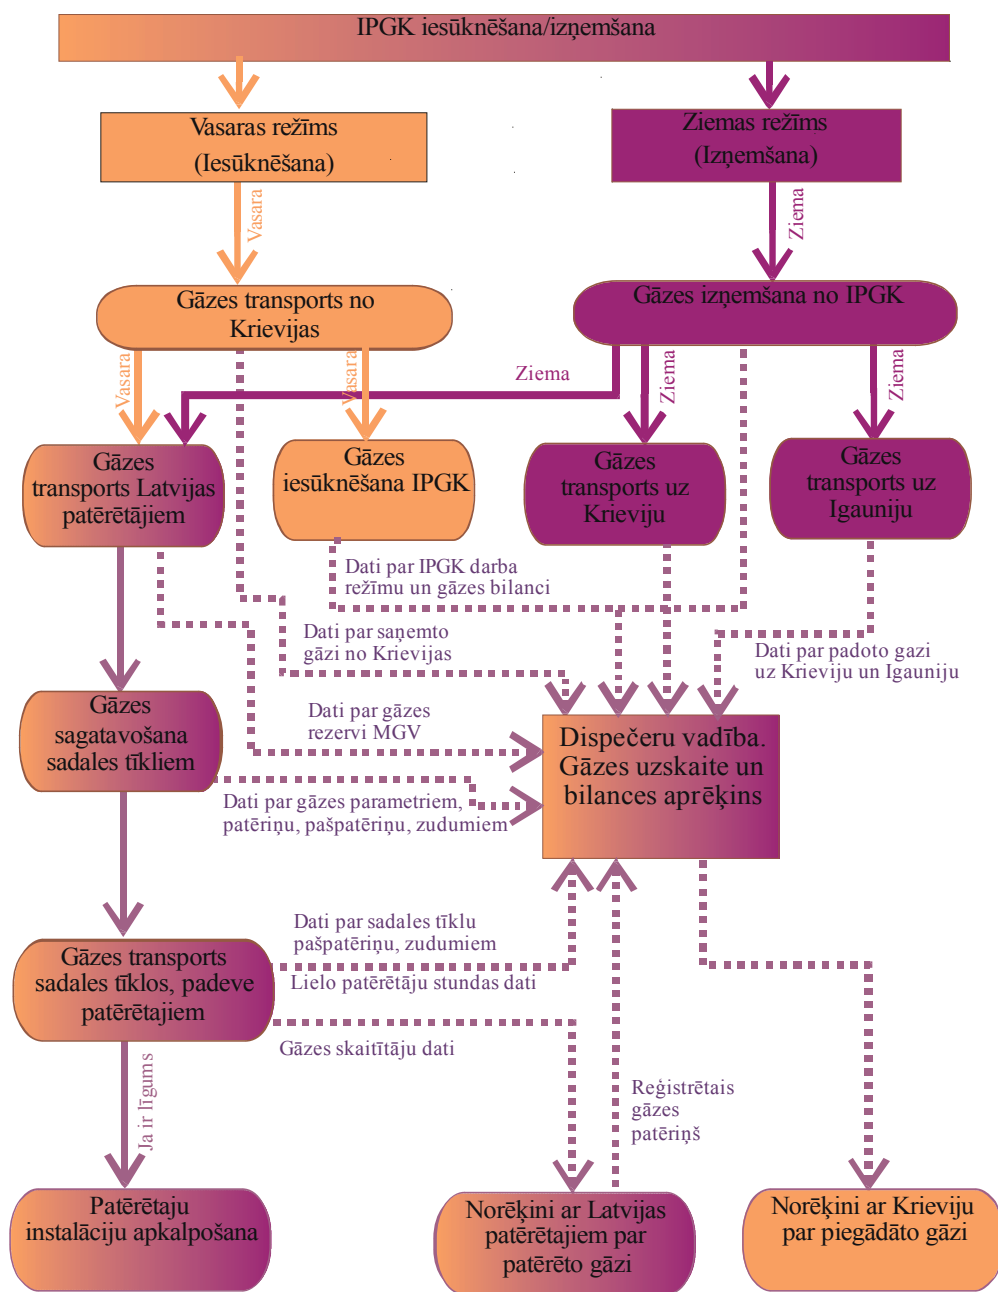 IPGK iesūknēšana/izņemšana
Vasaras režīms
(Iesūknēšana)
Ziemas režīms
(Izņemšana)
Vasara
Ziema
Gāzes transports no
Krievijas
Gāzes izņemšana no IPGK
Vasara
Vasara
Ziema
Ziema
Ziema
Gāzes
transports Latvijas
patērētājiem
Gāzes
iesūknēšana IPGK
Gāzes
transports uz
Krieviju
Gāzes
transports uz
Igauniju
Dati par IPGK darba
režīmu un gāzes bilanci
Dati par saņemto
gāzi no Krievijas
Dati par padoto gazi
uz Krieviju un Igauniju
Gāzes
sagatavošana
sadales tīkliem
Dati par gāzes
rezervi MGV
Dispečeru vadība.
Gāzes uzskaite un
bilances aprēķins
Dati par gāzes parametriem,
patēriņu, pašpatēriņu, zudumiem
Dati par sadales tīklu
pašpatēriņu, zudumiem
Gāzes transports
sadales tīklos, padeve
patērētajiem
Lielo patērētāju stundas dati
Gāzes skaitītāju dati
Ja ir līgums
Reģistrētais
gāzes
patēriņš
Patērētaju
instalāciju apkalpošana
Norēķini ar Latvijas
patērētajiem par
patērēto gāzi
Norēķini ar Krieviju
par piegādāto gāzi